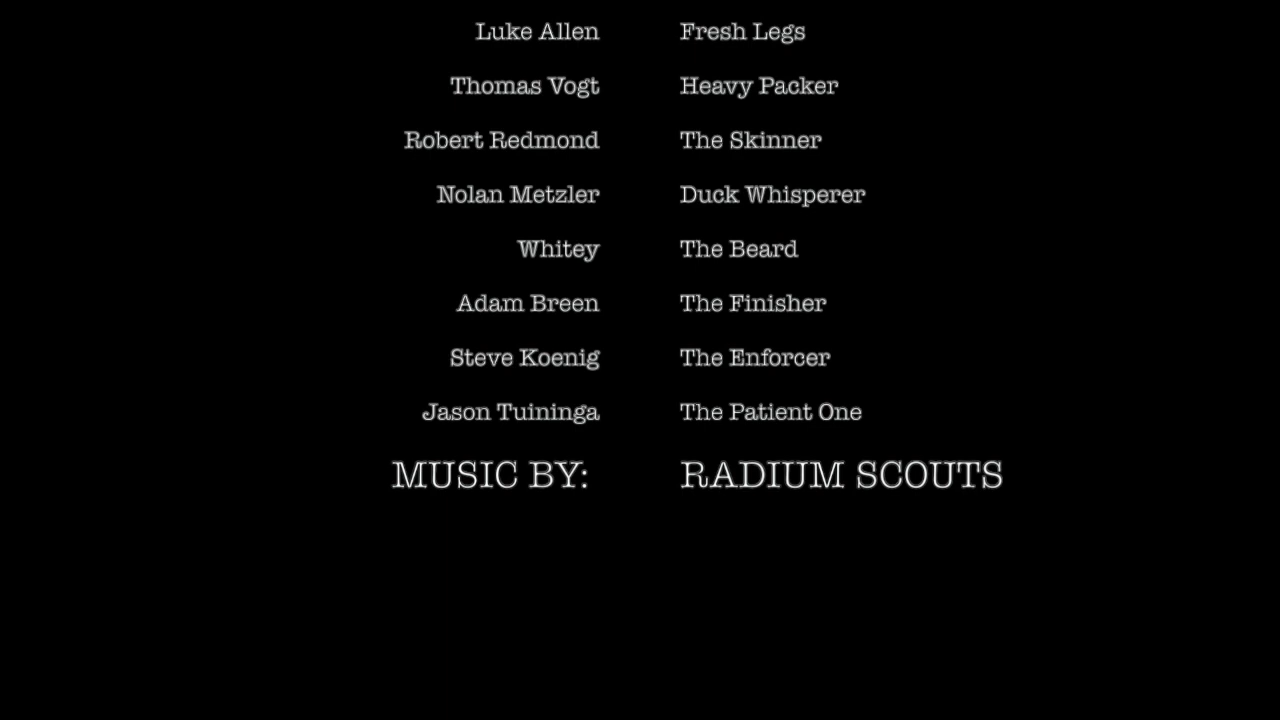 Luke Allen Fresh Legs
Thomas Vogt Heavy Packer
Robert Redmond The Skinner
Nolan Metzler Duck Whisperer
Whitey The Beard
Adam Breen The Finisher
Steve Koenig The Enforcer
Jason Tuininga The Patient One
MUSIC BY: RADIUM SCOUTS